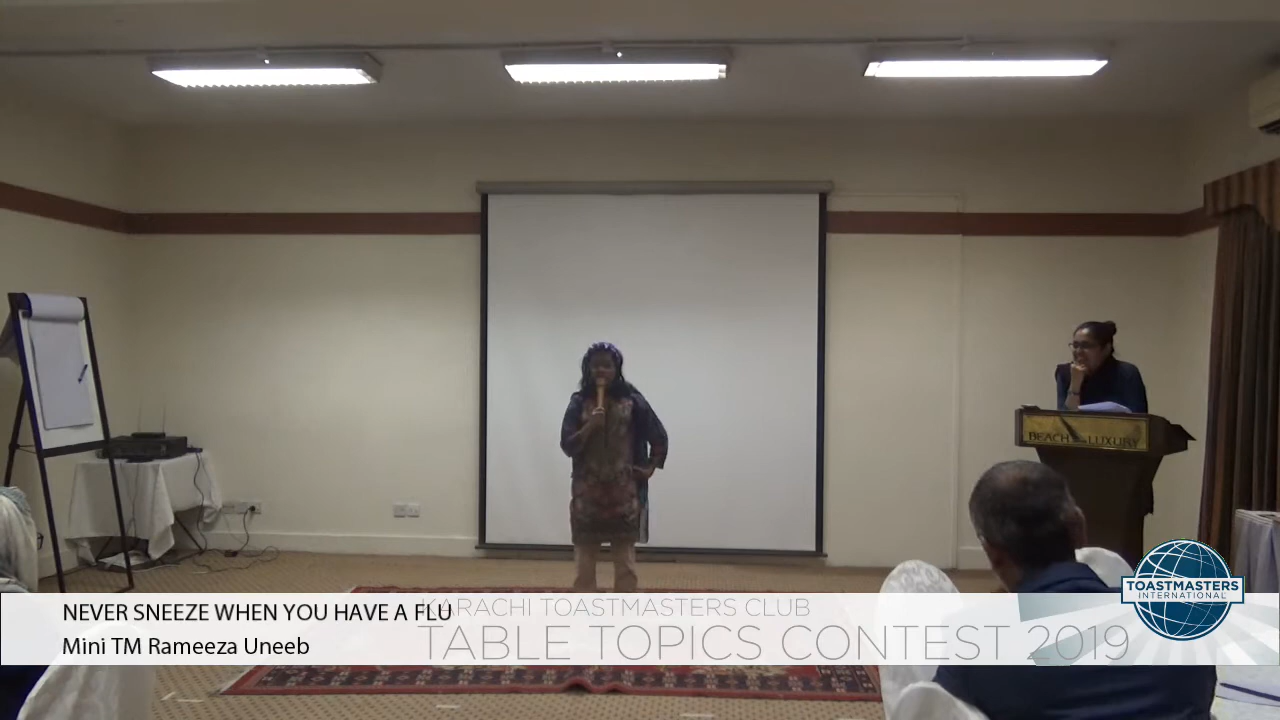 BEACH LUXURY
NEVER SNEEZE WHEN YOU HAVE A FLU
KARACHI TOASTMASTERS CLUB
Mini TM Rameeza Uneeb
TABLE TOPICS CONTEST 2019
TOASTMASTERS
INTERNATIONAL